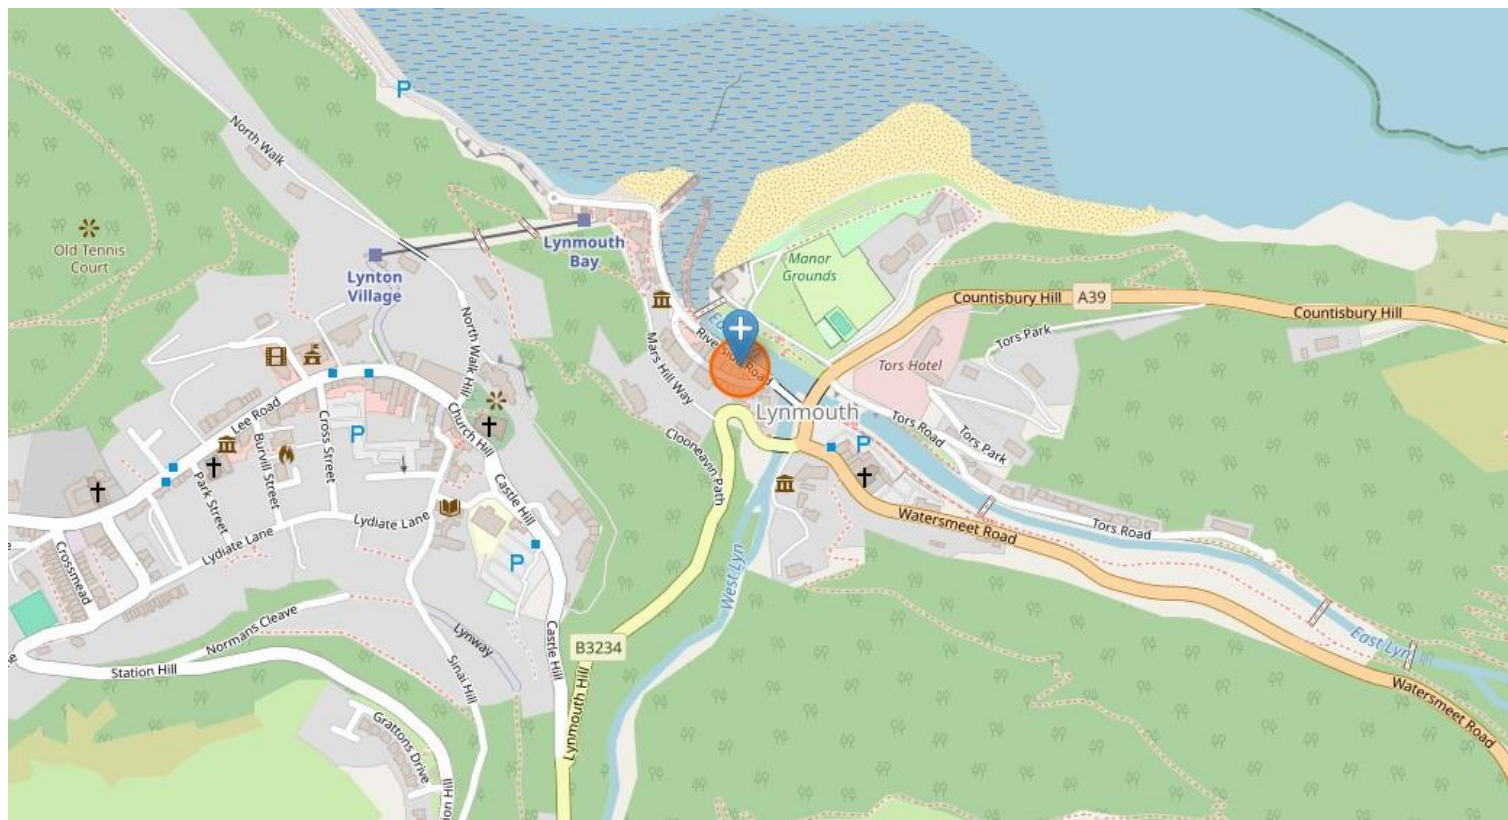 P
North Walk
Old Tennis
Court
Lynmouth
Bay
Lynton
Village
Manor
Grounds
Countisbury Hill
A39
Countisbury Hill
North Walk Hill
Mars Hill Way
Tors Park
Tors Hotel
Lynmouth
Lee Road
Cross Street
P
Church Hill
Burvill Street
Park Street
Clooneavin Path
P
Tors Road
Tors Park
Castle Hill
Lydiate Lane
Lydiate Lane
Watersmeet Road
Tors Road
Crossmead
P
West Lyn
Normans Cleave
Lynway
Castle Hill
B3234
East Lyn
Station Hill
Sinai Hill
Lynmouth Hill
Watersmeet Road
Grattons Drive